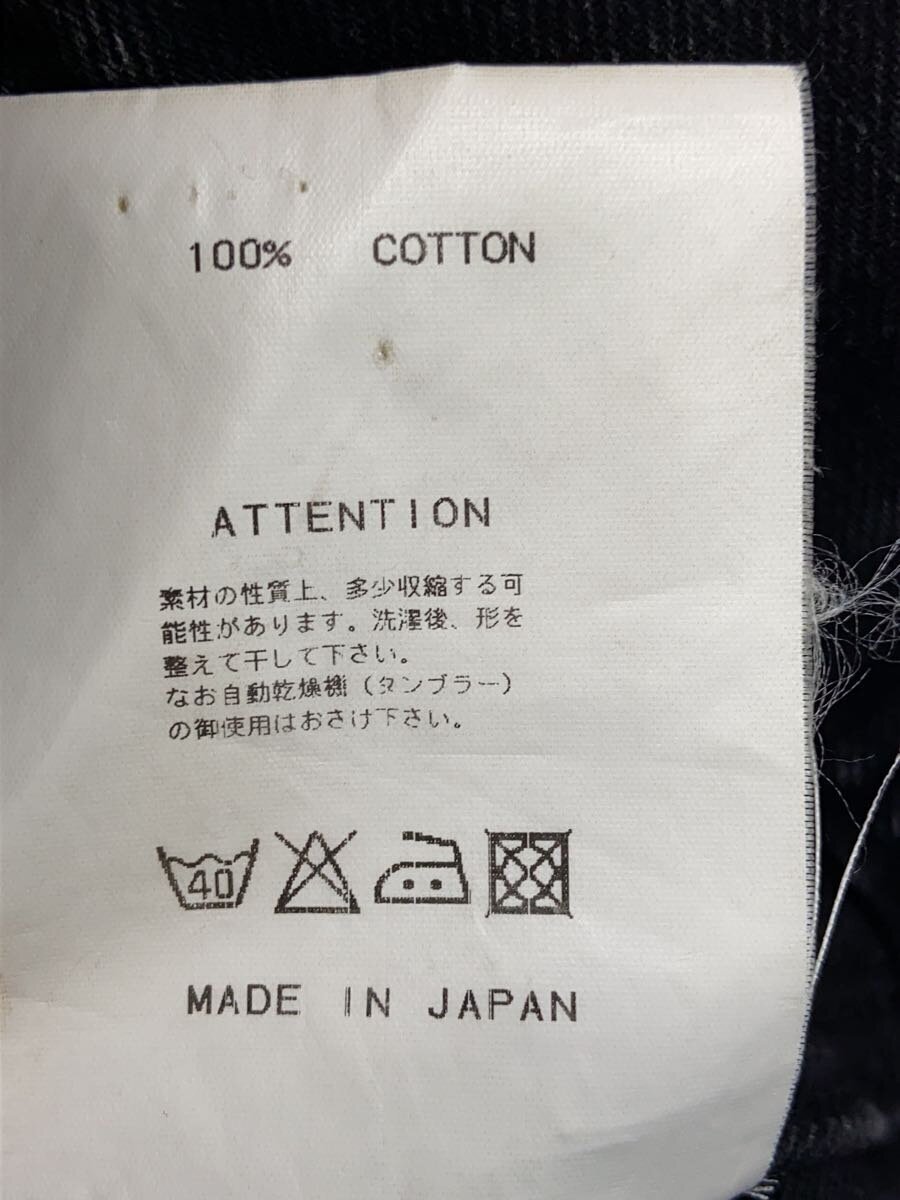 100% COTTON
ATTENTION
素材の性質上、多少収縮する可
能性があります。洗濯後、形を
整えて干して下さい。
なお自動乾燥機（タンブラー）
の御使用はおさけ下さい。
40
MADE IN JAPAN